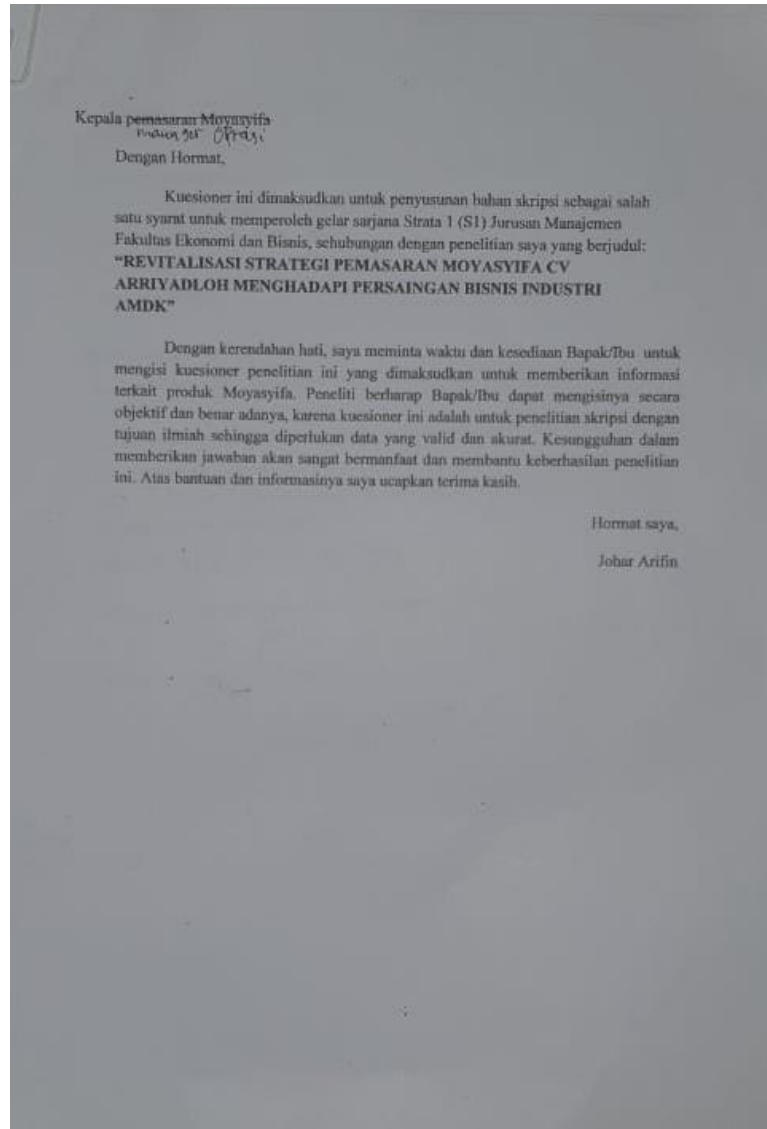 Kepala pemasaran Moyasyifa
manager Oprasi
Dengan Hormat,
Kuesioner ini dimaksudkan untuk penyusunan bahan skripsi sebagai salah
satu syarat untuk memperoleh gelar sarjana Strata 1 (S1) Jurusan Manajemen
Fakultas Ekonomi dan Bisnis, sehubungan dengan penelitian saya yang berjudul:
“REVITALISASI STRATEGI PEMASARAN MOYASYIFA CV
ARRIYADLOH MENGHADAPI PERSAINGAN BISNIS INDUSTRI
AMDK”
Dengan kerendahan hati, saya meminta waktu dan kesediaan Bapak/Ibu untuk
mengisi kuesioner penelitian ini yang dimaksudkan untuk memberikan informasi
terkait produk Moyasyifa. Peneliti berharap Bapak/Ibu dapat mengisinya secara
objektif dan benar adanya, karena kuesioner ini adalah untuk penelitian skripsi dengan
tujuan ilmiah sehingga diperlukan data yang valid dan akurat. Kesungguhan dalam
memberikan jawaban akan sangat bermanfaat dan membantu keberhasilan penelitian
ini. Atas bantuan dan informasinya saya ucapkan terima kasih.
Hormat saya,
Johar Arifin